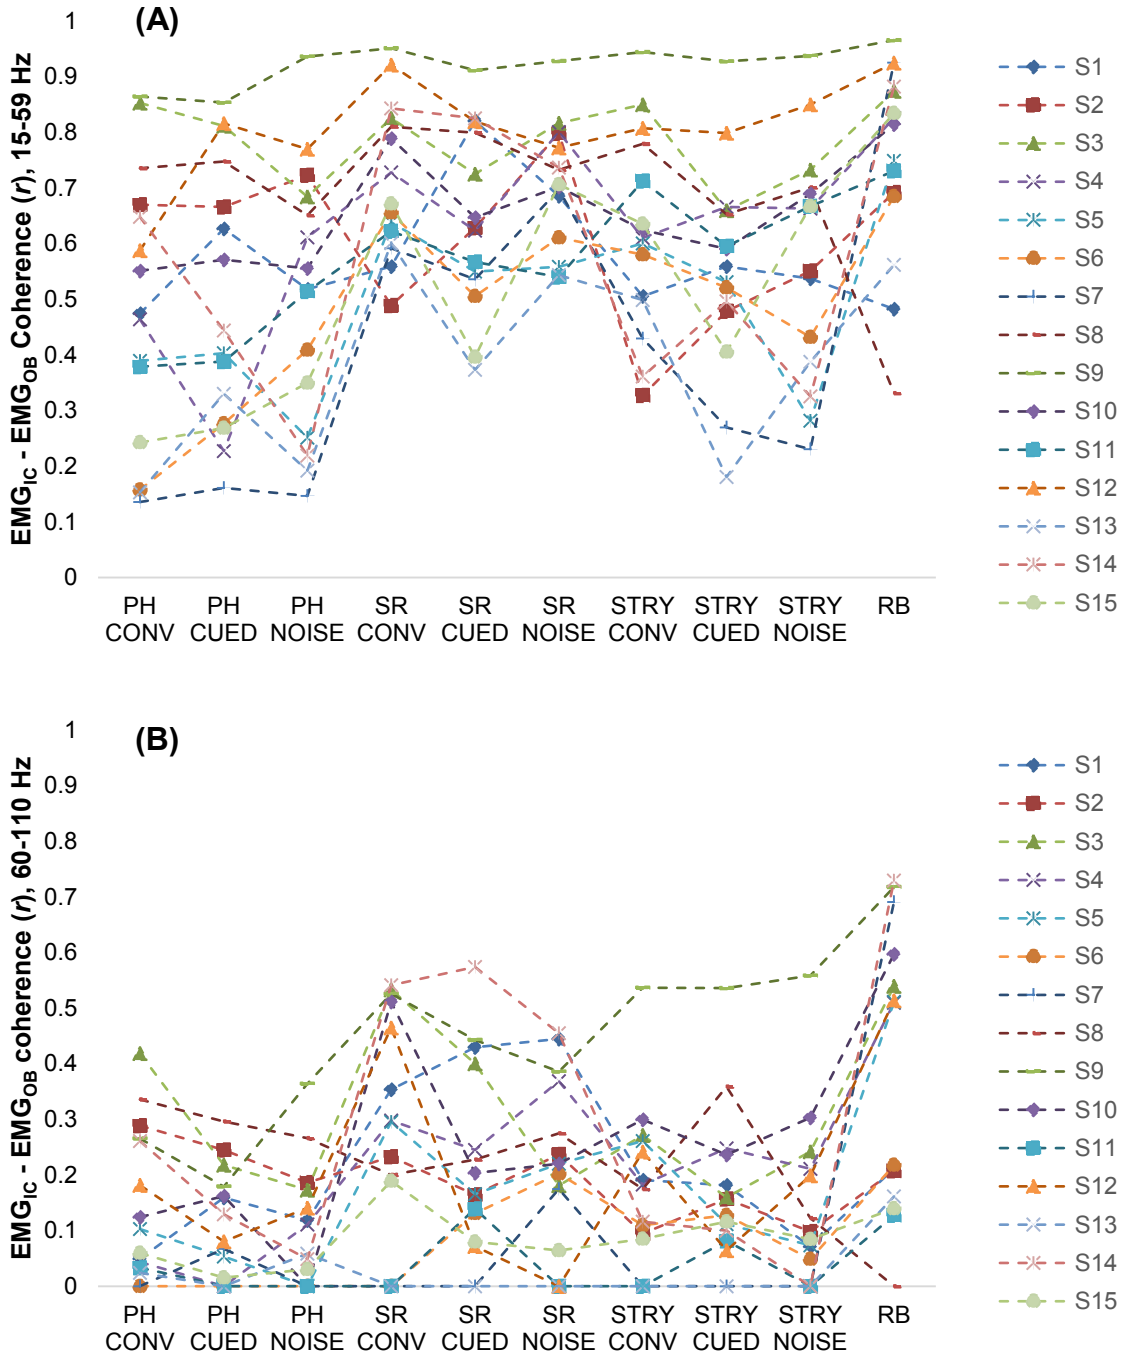 (A)
EMG_IC - EMG_OB Coherence (r), 15-59 Hz
1
0.9
0.8
0.7
0.6
0.5
0.4
0.3
0.2
0.1
0
PH CONV
PH CUED
PH NOISE
SR CONV
SR CUED
SR NOISE
STRY CONV
STRY CUED
STRY NOISE
RB
S1
S2
S3
S4
S5
S6
S7
S8
S9
S10
S11
S12
S13
S14
S15
(B)
EMG_IC - EMG_OB coherence (r), 60-110 Hz
1
0.9
0.8
0.7
0.6
0.5
0.4
0.3
0.2
0.1
0
PH CONV
PH CUED
PH NOISE
SR CONV
SR CUED
SR NOISE
STRY CONV
STRY CUED
STRY NOISE
RB
S1
S2
S3
S4
S5
S6
S7
S8
S9
S10
S11
S12
S13
S14
S15